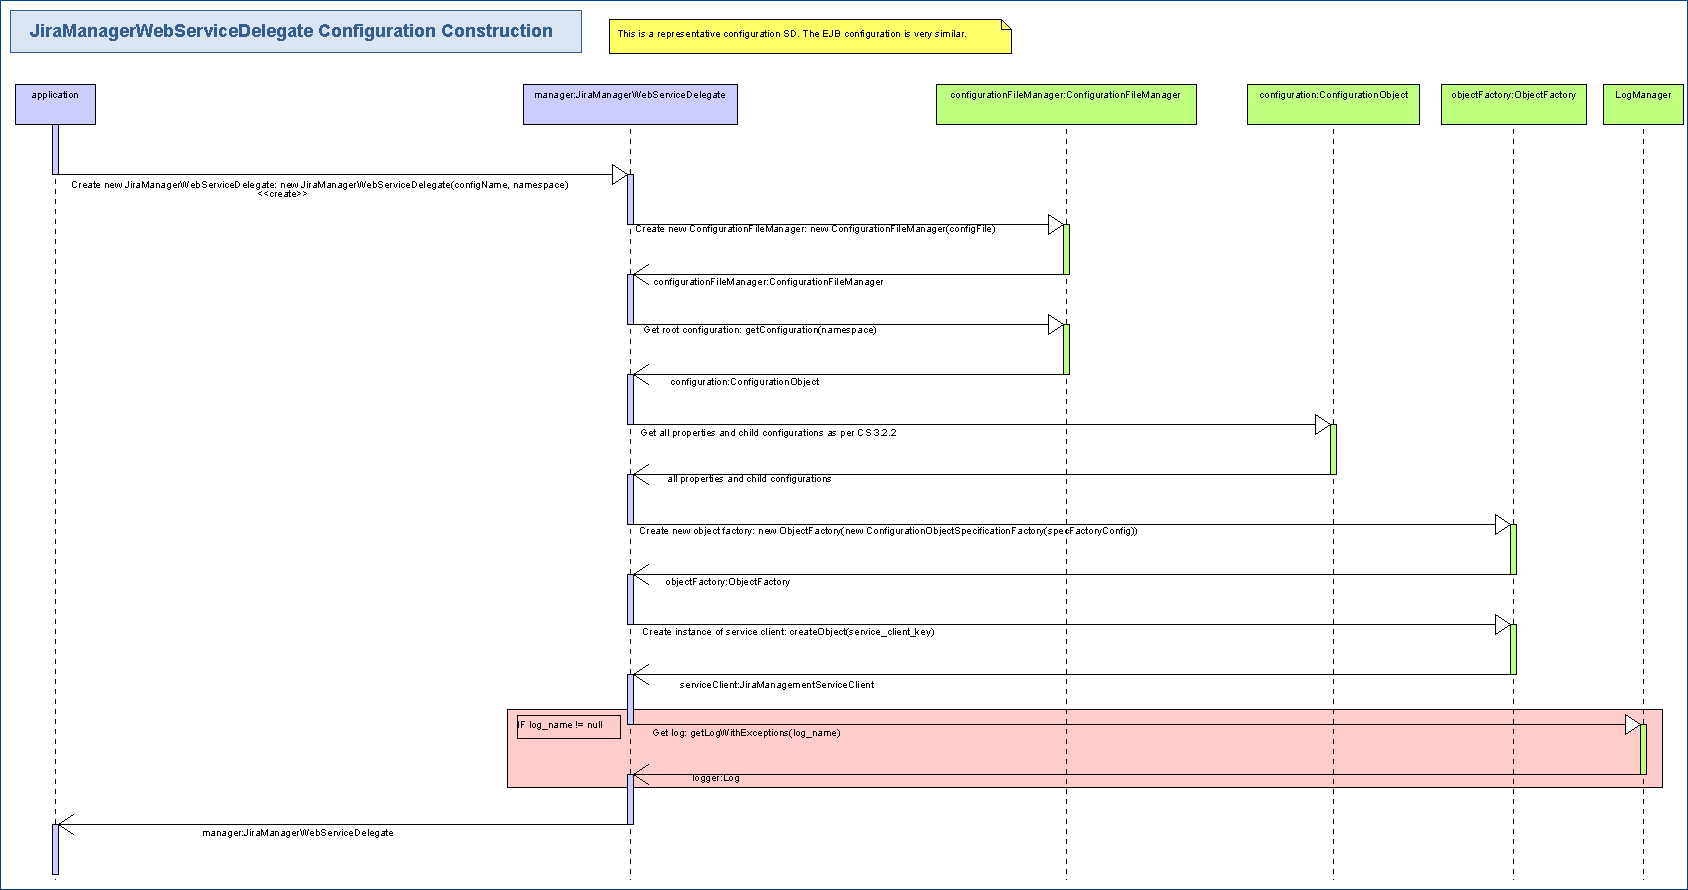 JiraManagerWebServiceDelegate Configuration Construction
This is a representative configuration SD. The EJB configuration is very similar.
application
manager:JiraManagerWebServiceDelegate
configurationFileManager:ConfigurationFileManager
configuration:ConfigurationObject
objectFactory:ObjectFactory
LogManager
Create new JiraManagerWebServiceDelegate: new JiraManagerWebServiceDelegate(configName, namespace)
<<create>>
Create new ConfigurationFileManager: new ConfigurationFileManager(configFile)
configurationFileManager:ConfigurationFileManager
Get root configuration: getConfiguration(namespace)
configuration:ConfigurationObject
Get all properties and child configurations as per CS 3.2.2
all properties and child configurations
Create new object factory: new ObjectFactory(new ConfigurationObjectSpecificationFactory(specFactoryConfig))
objectFactory:ObjectFactory
Create instance of service client: createObject(service_client_key)
serviceClient:JiraManagementServiceClient
IF log_name != null
Get log: getLogWithExceptions(log_name)
logger:Log
manager:JiraManagerWebServiceDelegate